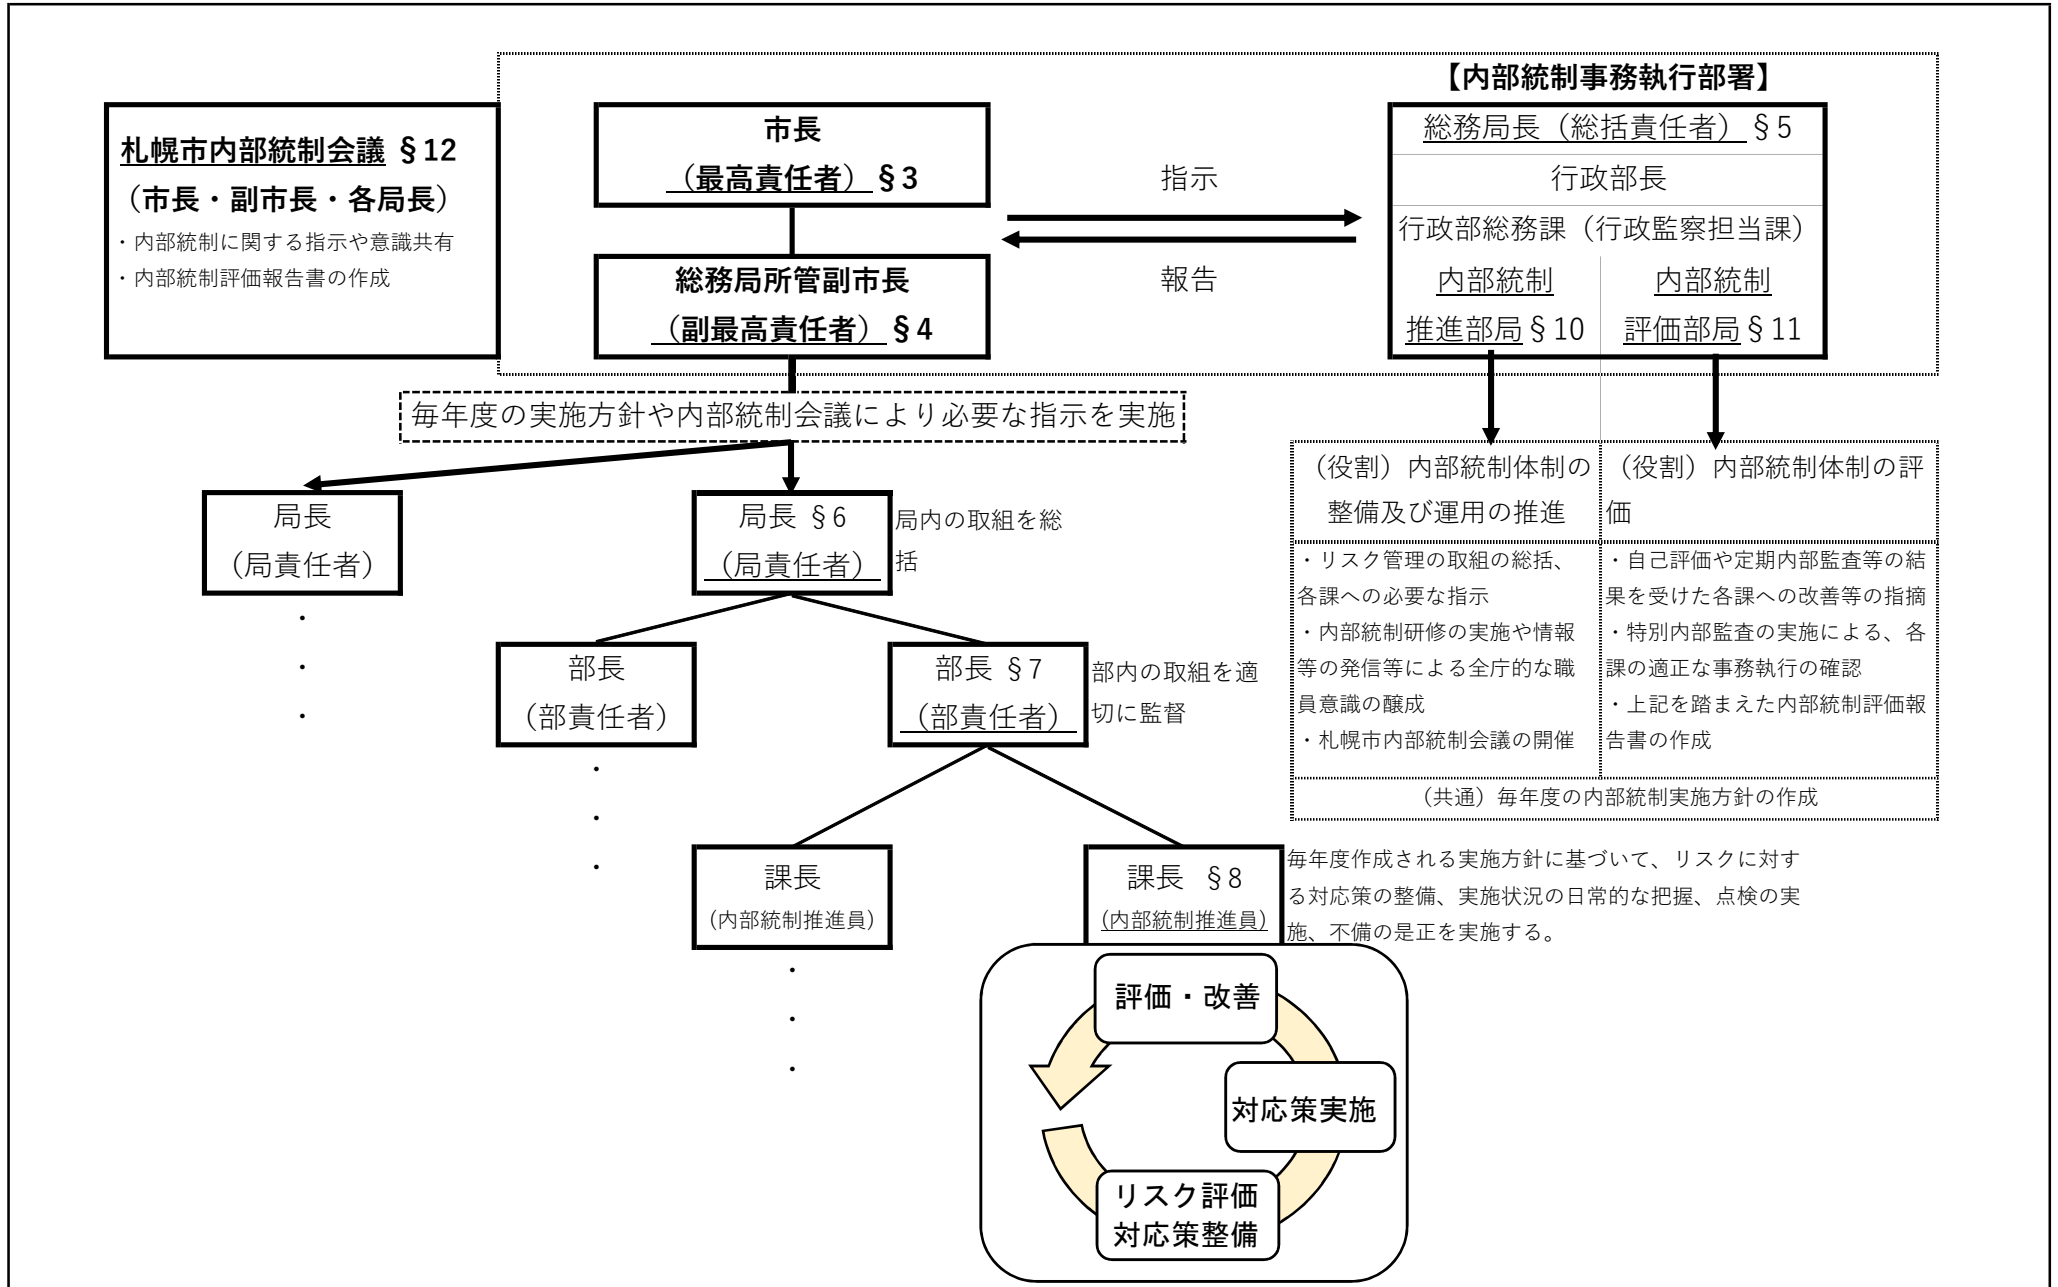 札幌市内部統制会議 §12
（市長・副市長・各局長）
・内部統制に関する指示や意識共有
・内部統制評価報告書の作成
市長
（最高責任者）§3
総務局所管副市長
（副最高責任者）§4
指示
報告
【内部統制事務執行部署】
総務局長（総括責任者）§5
行政部長
行政部総務課（行政監察担当課）
内部統制
推進部局§10
内部統制
評価部局§11
毎年度の実施方針や内部統制会議により必要な指示を実施
（役割）内部統制体制の
整備及び運用の推進
・リスク管理の取組の総括、
各課への必要な指示
・内部統制研修の実施や情報
等の発信等による全庁的な職
員意識の醸成
・札幌市内部統制会議の開催
（役割）内部統制体制の評
価
・自己評価や定期内部監査等の結
果を受けた各課への改善等の指摘
・特別内部監査の実施による、各
課の適正な事務執行の確認
・上記を踏まえた内部統制評価報
告書の作成
（共通）毎年度の内部統制実施方針の作成
局長
（局責任者）
・
・
・
局長 §6
（局責任者）
局内の取組を総
括
部長
（部責任者）
・
・
・
部長 §7
（部責任者）
部内の取組を適
切に監督
課長
(内部統制推進員)
・
・
・
課長 §8
(内部統制推進員)
毎年度作成される実施方針に基づいて、リスクに対す
る対応策の整備、実施状況の日常的な把握、点検の実
施、不備の是正を実施する。
評価・改善
対応策実施
リスク評価
対応策整備